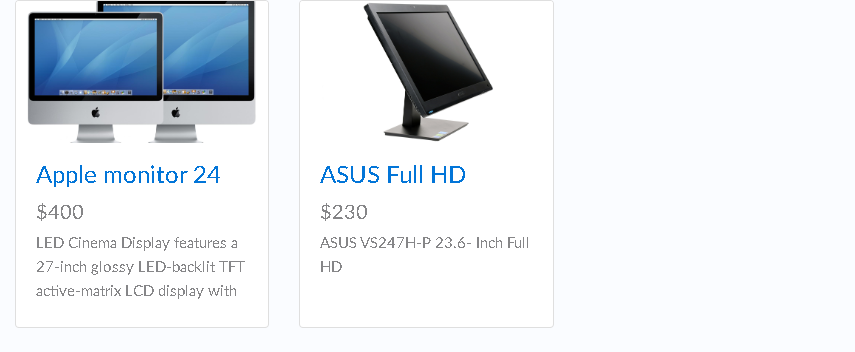 Apple monitor 24
$400
LED Cinema Display features a
27-inch glossy LED-backlit TFT
active-matrix LCD display with
ASUS Full HD
$230
ASUS VS247H-P 23.6- Inch Full
HD